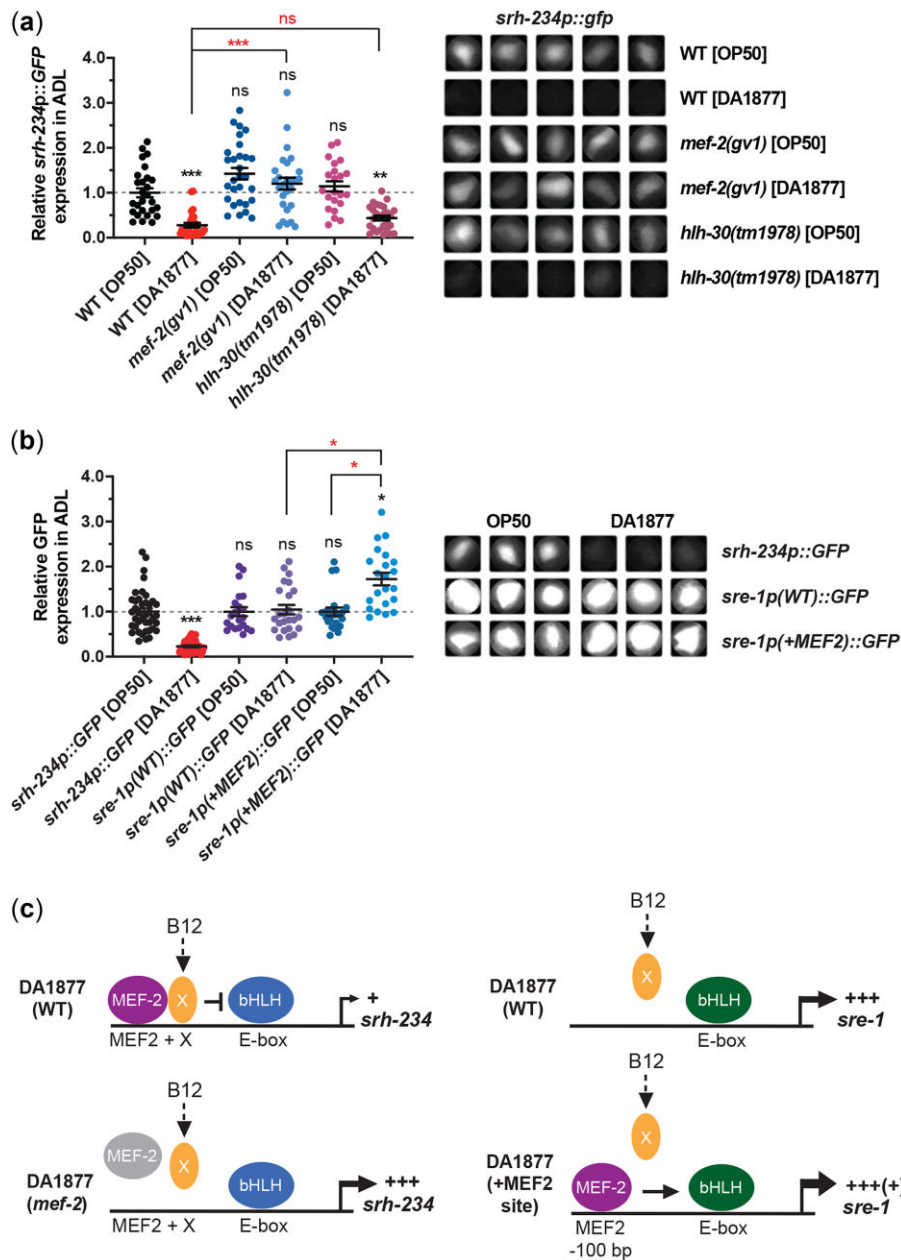 (a)
ns
***
ns
ns
ns
***
**
4.0
3.0
2.0
1.0
0.0
Relative srh-234p::GFP
expression in ADL
WT [OP50]
WT [DA1877]
mef-2(gv1) [OP50]
mef-2(gv1) [DA1877]
hlh-30(tm1978) [OP50]
hlh-30(tm1978) [DA1877]
srh-234p::gfp
WT [OP50]
WT [DA1877]
mef-2(gv1) [OP50]
mef-2(gv1) [DA1877]
hlh-30(tm1978) [OP50]
hlh-30(tm1978) [DA1877]
(b)
*
*
*
ns
ns
ns
***
4.0
3.0
2.0
1.0
0.0
Relative GFP
expression in ADL
srh-234p::GFP [OP50]
srh-234p::GFP [DA1877]
sre-1p(WT)::GFP [OP50]
sre-1p(WT)::GFP [DA1877]
sre-1p(+MEF2)::GFP [OP50]
sre-1p(+MEF2)::GFP [DA1877]
OP50 DA1877
srh-234p::GFP
sre-1p(WT)::GFP
sre-1p(+MEF2)::GFP
(c)
B12
DA1877
(WT)
MEF-2 X bHLH
+
srh-234
MEF2 + X E-box
B12
DA1877
(WT)
X bHLH
+++
sre-1
E-box
B12
DA1877
(mef-2)
MEF-2 X bHLH
+++
srh-234
MEF2 + X E-box
B12
DA1877
(+MEF2
site)
X
MEF-2 bHLH
+++(+)
sre-1
MEF2 E-box
-100 bp